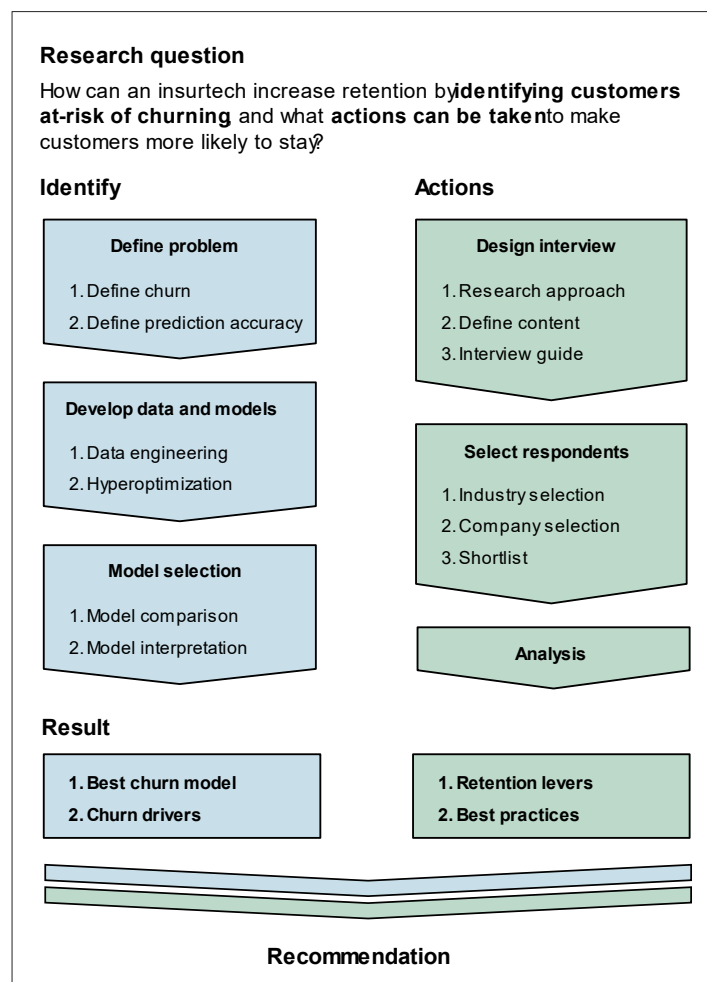 Research question
How can an insurtech increase retention by identifying customers
at-risk of churning, and what actions can be taken to make
customers more likely to stay?
Identify
Define problem
1. Define churn
2. Define prediction accuracy
Develop data and models
1. Data engineering
2. Hyperoptimization
Model selection
1. Model comparison
2. Model interpretation
Actions
Design interview
1. Research approach
2. Define content
3. Interview guide
Select respondents
1. Industry selection
2. Company selection
3. Shortlist
Analysis
Result
1. Best churn model
2. Churn drivers
1. Retention levers
2. Best practices
Recommendation